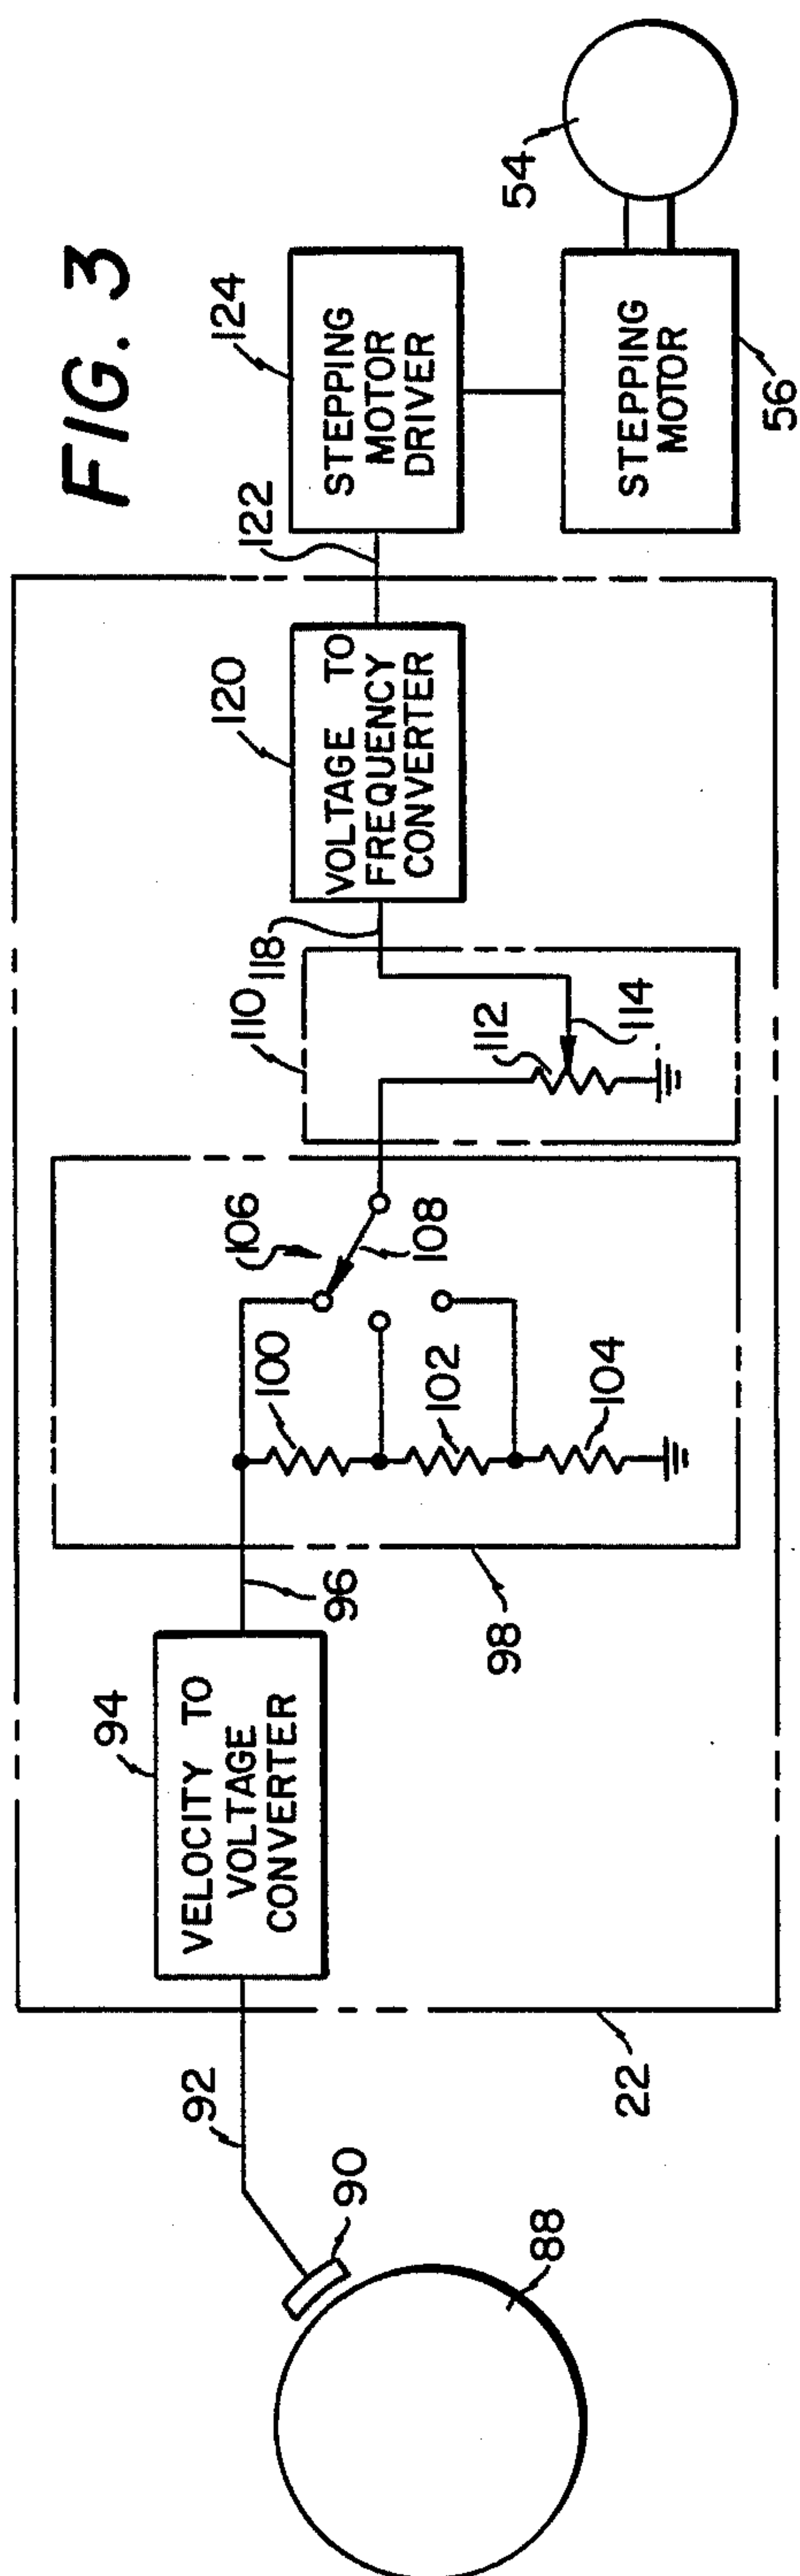 FIG. 3
92
90
88
94
VELOCITY TO
VOLTAGE
CONVERTER
96
98
22
100
102
104
106
108
110
112
114
118
120
VOLTAGE TO
FREQUENCY
CONVERTER
122
124
STEPPING
MOTOR
DRIVER
STEPPING
MOTOR
56
54